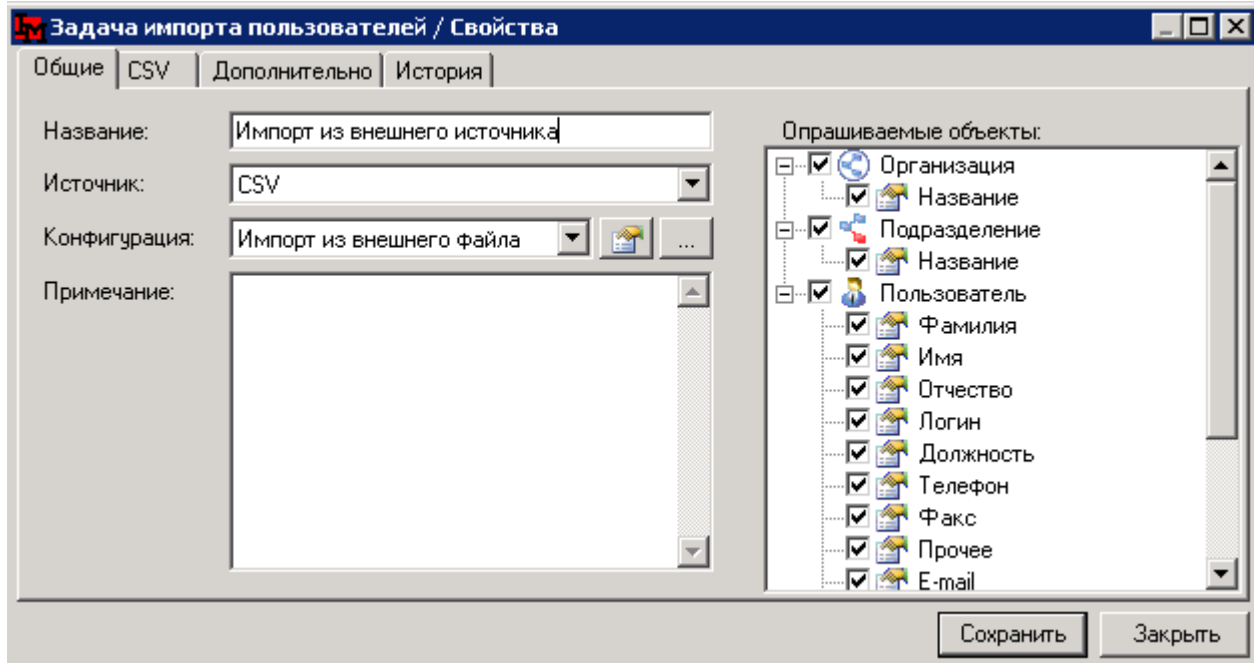 Задача импорта пользователей / Свойства
Общие
CSV
Дополнительно
История
Название:
Импорт из внешнего источника
Источник:
CSV
Конфигурация:
Импорт из внешнего файла
...
Примечание:
Опрашиваемые объекты:
Организация
Название
Подразделение
Название
Пользователь
Фамилия
Имя
Отчество
Логин
Должность
Телефон
Факс
Прочее
E-mail
Сохранить
Закрыть